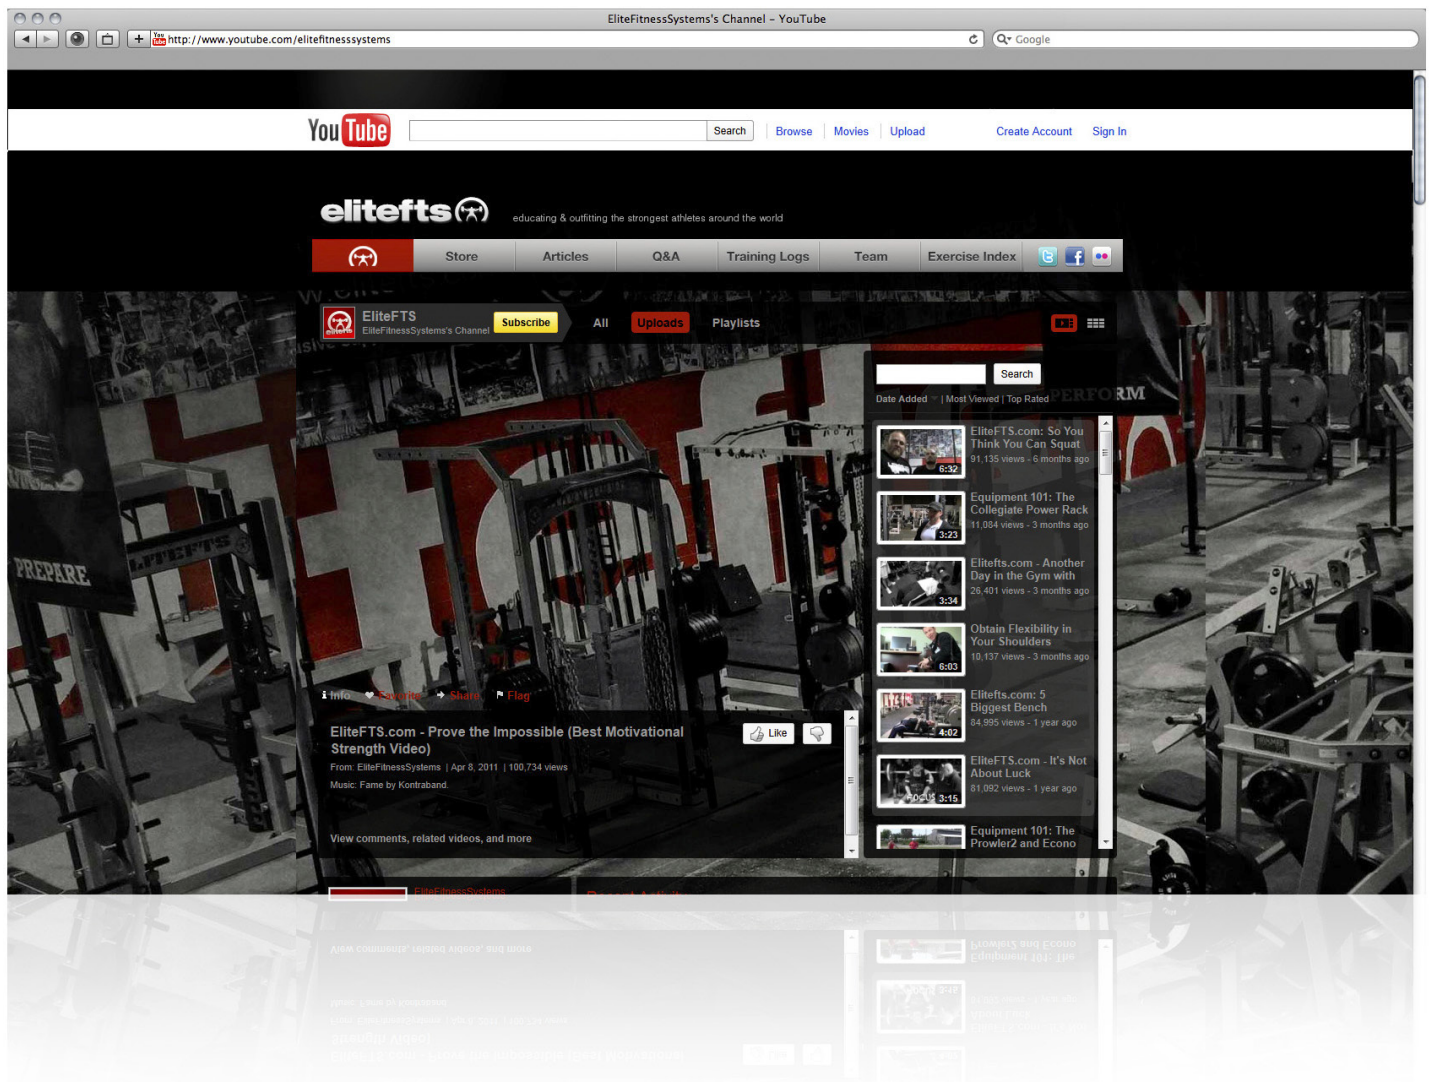 EliteFitnessSystems's Channel - YouTube
You Tube http://www.youtube.com/elitefitnesssystems
Google
YouTube
Search
Browse
Movies
Upload
Create Account
Sign In
elitefts
educating & outfitting the strongest athletes around the world
Store
Articles
Q&A
Training Logs
Team
Exercise Index
EliteFTS
EliteFitnessSystems's Channel
Subscribe
All
Uploads
Playlists
Search
Date Added | Most Viewed | Top Rated
PERFORM
PREPARE
ELITEFTS
EliteFTS.com: So You
Think You Can Squat
91,135 views - 6 months ago
6:32
Equipment 101: The
Collegiate Power Rack
11,084 views - 3 months ago
3:23
Elitefts.com - Another
Day in the Gym with
26,401 views - 3 months ago
3:34
Obtain Flexibility in
Your Shoulders
10,137 views - 3 months ago
6:03
Elitefts.com: 5
Biggest Bench
84,995 views - 1 year ago
4:02
EliteFTS.com - It's Not
About Luck
81,092 views - 1 year ago
FOCUS 3:15
Equipment 101: The
Prowler2 and Econo
Info
Favorite
Share
Flag
EliteFTS.com - Prove the Impossible (Best Motivational
Strength Video)
Like
From: EliteFitnessSystems | Apr 8, 2011 | 100,734 views
Music: Fame by Kontraband.
View comments, related videos, and more
EliteFitnessSystems
Recent Activity